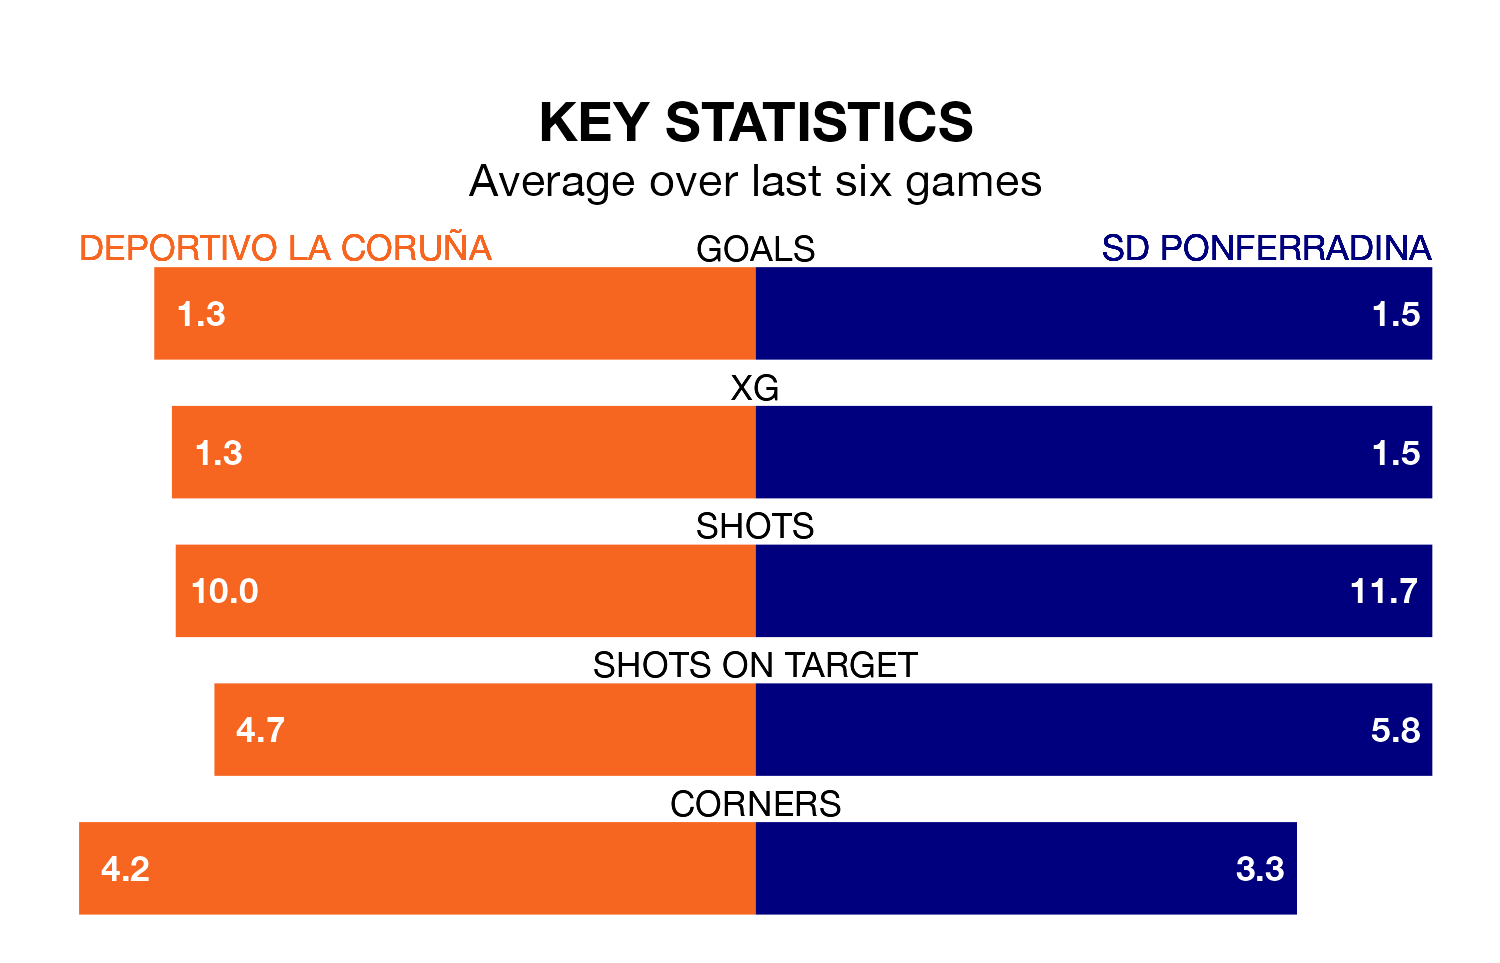 KEY STATISTICS
Average over last six games
DEPORTIVO LA CORUÑA GOALS SD PONFERRADINA
1.3 1.5
XG
1.3 1.5
SHOTS
10.0 11.7
SHOTS ON TARGET
4.7 5.8
CORNERS
4.2 3.3